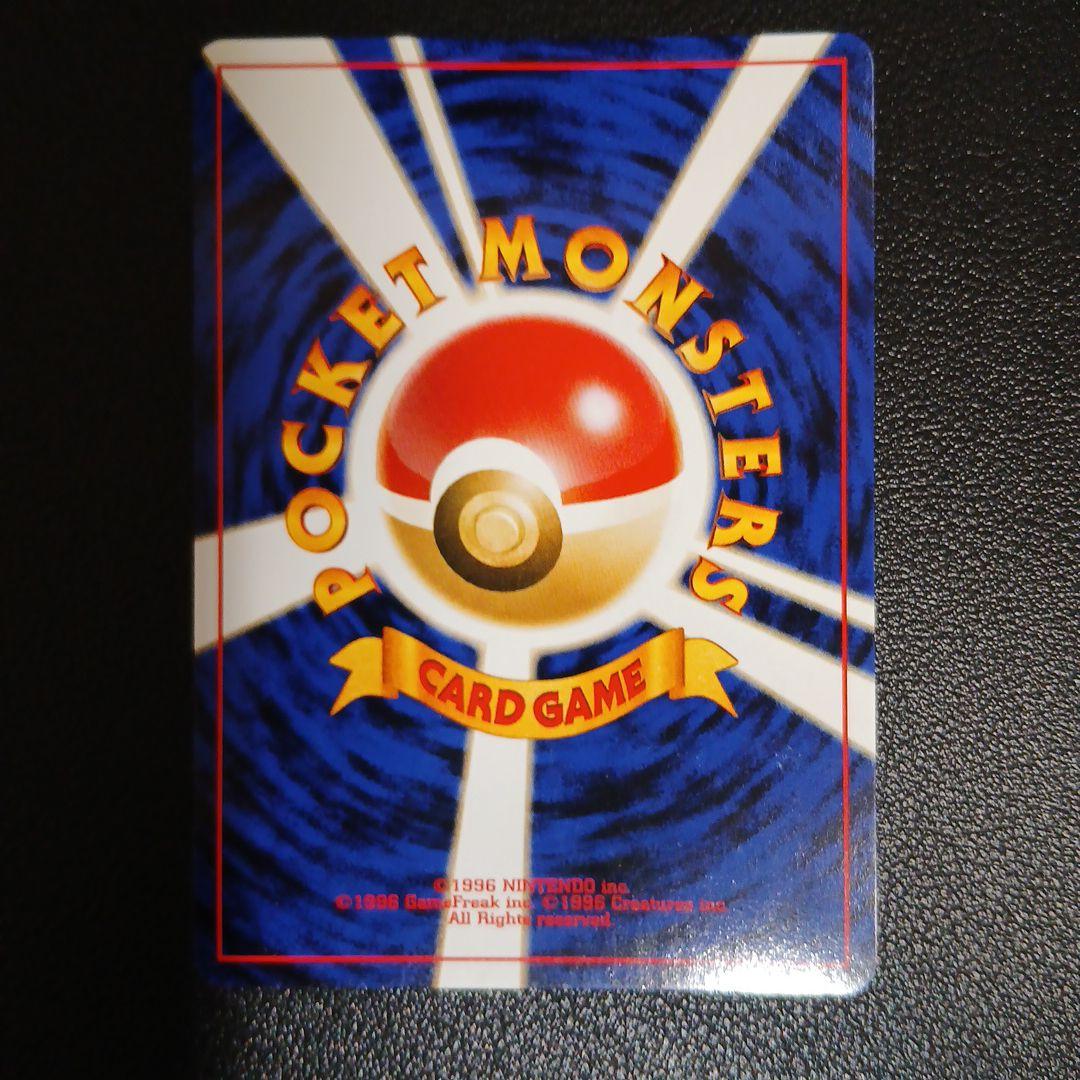 POCKET MONSTERS
CARD GAME
©1996 NINTENDO inc.
©1996 GameFreak inc. ©1996 Creatures inc.
All Rights reserved.